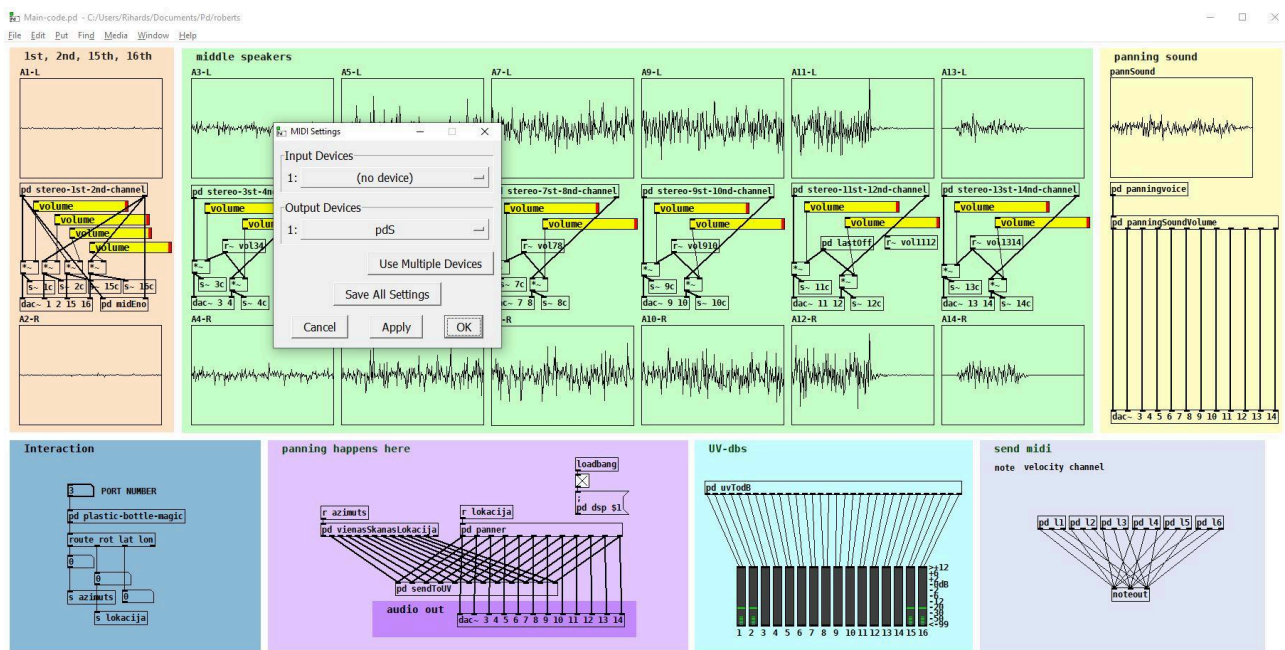 Main-code.pd - C:/Users/Rihards/Documents/Pd/roberts
File Edit Put Find Media Window Help
1st, 2nd, 15th, 16th
A1-L
pd stereo-1st-2nd-channel
volume
volume
volume
volume
*~ *~ *~ *~
s~ 1c s~ 2c s~ 15c s~ 16c
dac~ 1 2 15 16 pd midEno
A2-R
middle speakers
A3-L A5-L A7-L A9-L A11-L A13-L
MIDI Settings
Input Devices
1: (no device)
Output Devices
1: pdS
Use Multiple Devices
Save All Settings
Cancel Apply OK
volume
r~ vol34
*~
s~ 3c *~
dac~ 3 4 s~ 4c
A4-R
stereo-7st-8nd-channel
volume
volume
r~ vol78
7c *~
7 8 s~ 8c
-R
pd stereo-9st-10nd-channel
volume
volume
r~ vol910
*~
s~ 9c *~
dac~ 9 10 s~ 10c
A10-R
pd stereo-11st-12nd-channel
volume
volume
pd lastOff r~ vol1112
*~
s~ 11c *~
dac~ 11 12 s~ 12c
A12-R
pd stereo-13st-14nd-channel
volume
volume
r~ vol1314
*~
s~ 13c *~
dac~ 13 14 s~ 14c
A14-R
panning sound
pannSound
pd panningvoice
pd panningSoundVolume
dac~ 3 4 5 6 7 8 9 10 11 12 13 14
Interaction
3 PORT NUMBER
pd plastic-bottle-magic
route rot lat lon
0
0
s azimuts 0
s lokacija
panning happens here
loadbang
;
pd dsp $1
r azimuts r lokacija
pd vienasSkanasLokacija pd panner
pd sendToUV
audio out
dac~ 3 4 5 6 7 8 9 10 11 12 13 14
UV-dbs
pd uvTodB
>+12
+6
+2
-0dB
-2
-6
-12
-20
-30
-50
<-99
1 2 3 4 5 6 7 8 9 10 11 12 13 14 15 16
send midi
note velocity channel
pd l1 pd l2 pd l3 pd l4 pd l5 pd l6
noteout